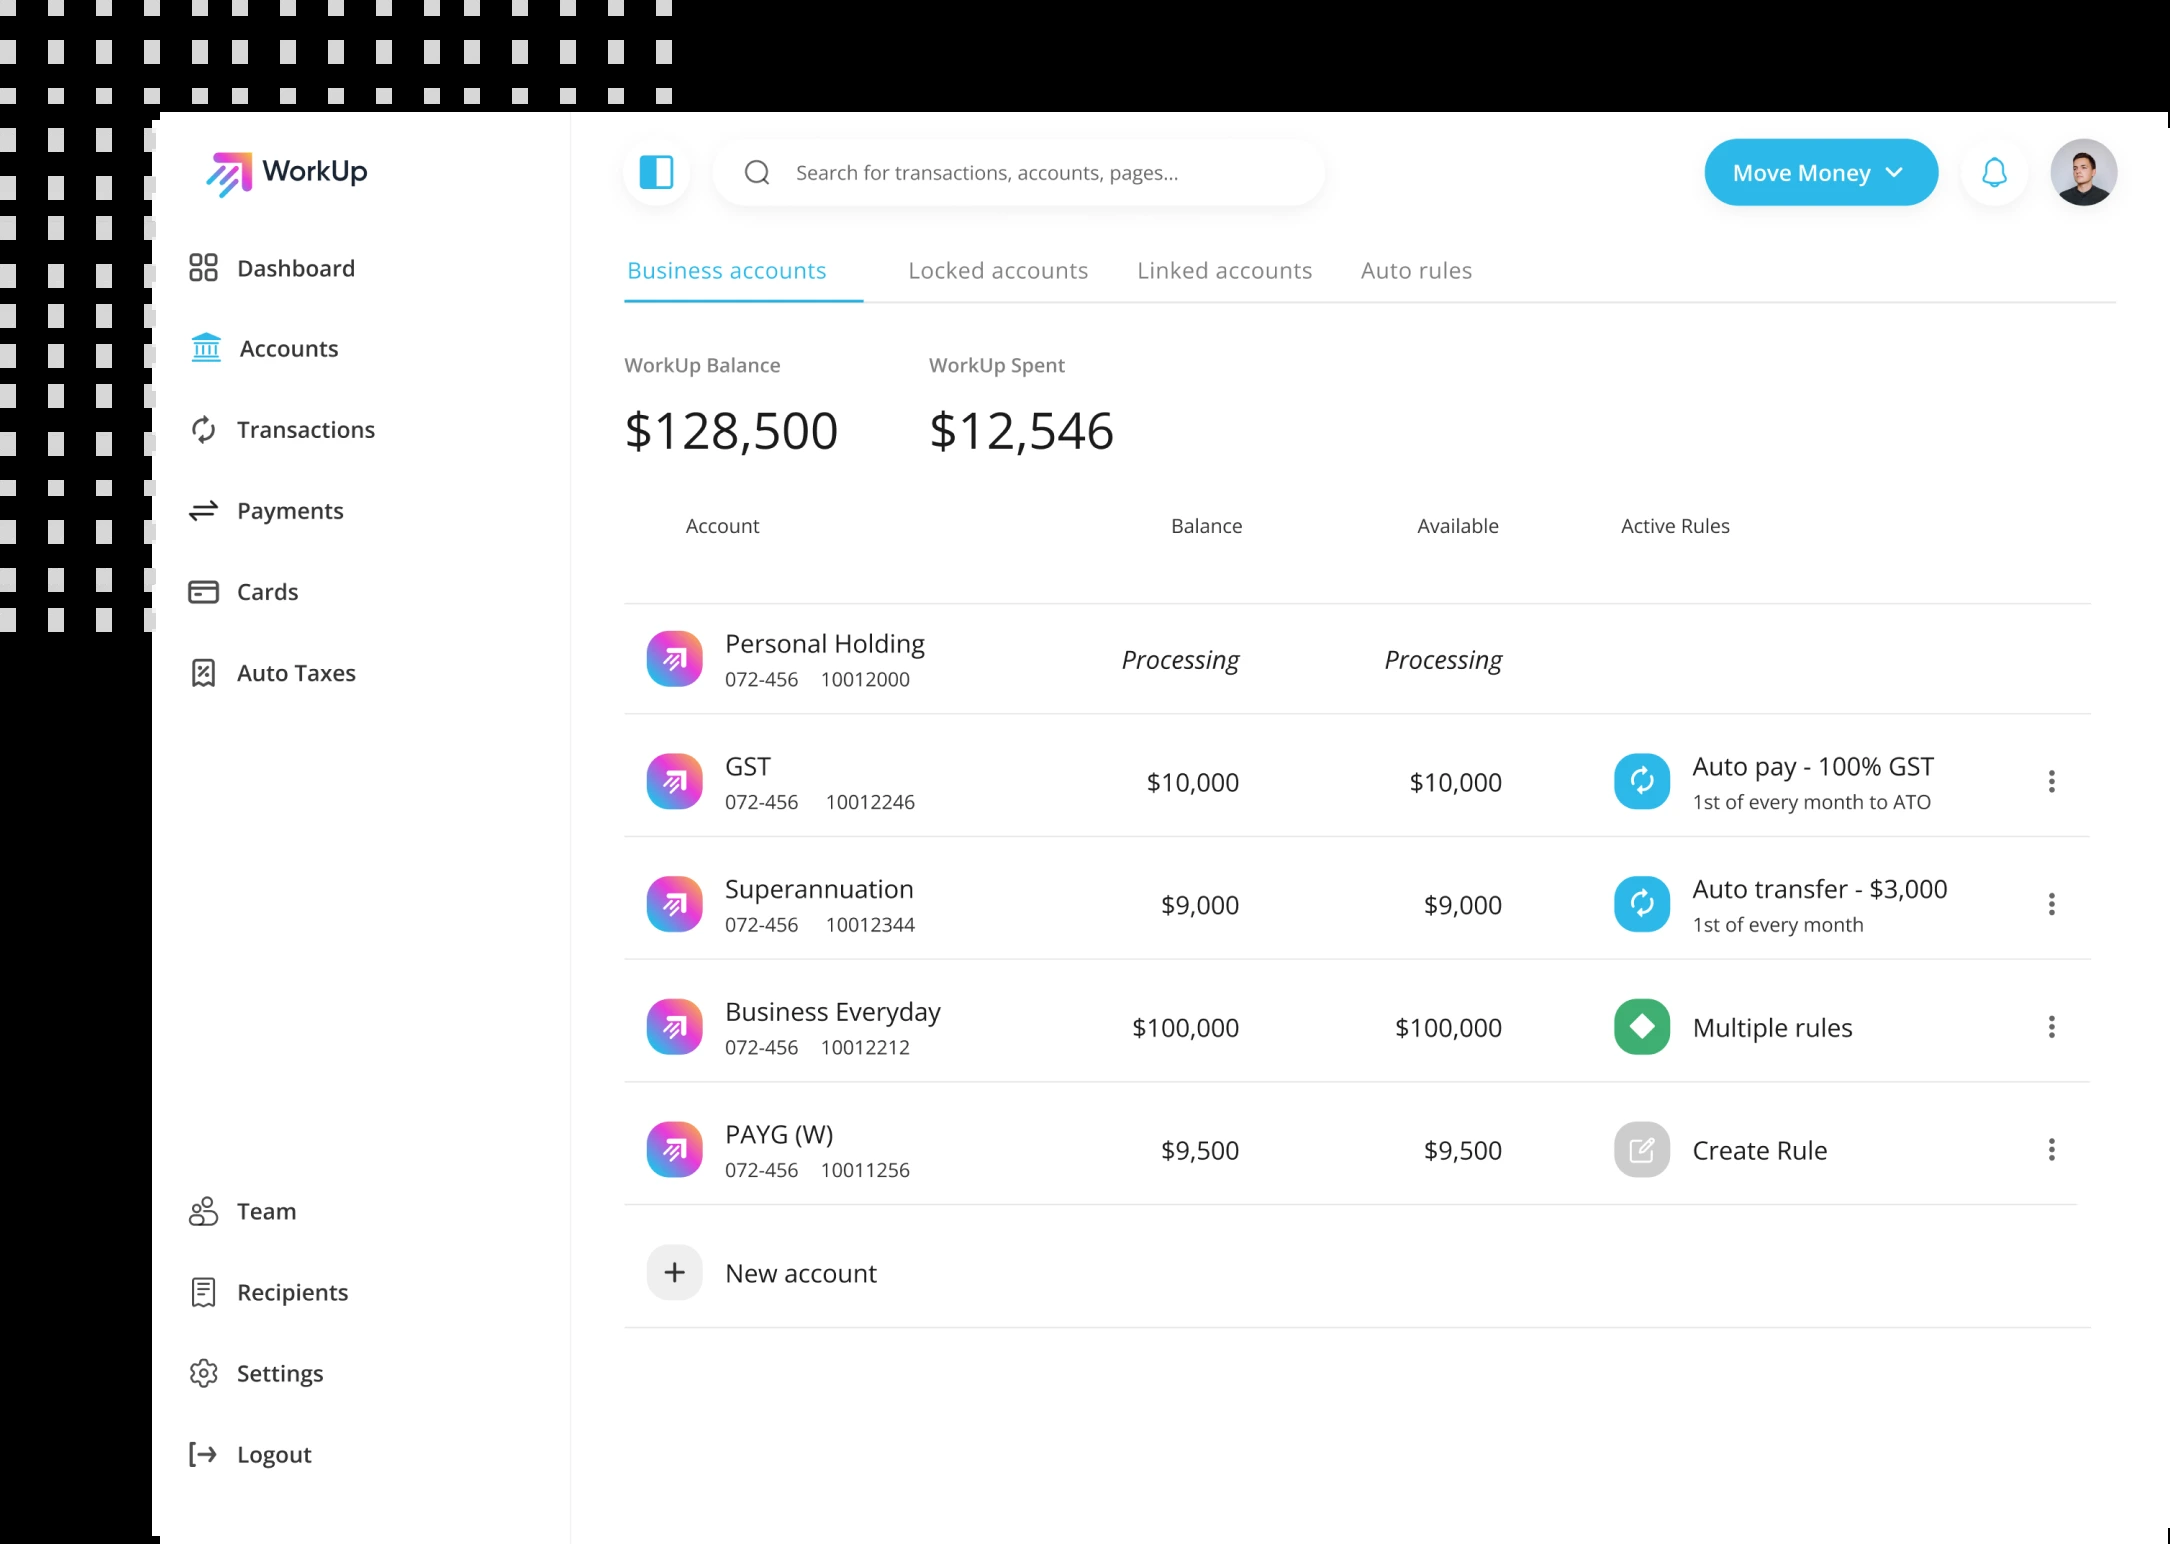 WorkUp
Search for transactions, accounts, pages...
Move Money
Dashboard
Accounts
Transactions
Payments
Cards
Auto Taxes
Team
Recipients
Settings
Logout
Business accounts Locked accounts Linked accounts Auto rules
WorkUp Balance WorkUp Spent
$128,500 $12,546
Account Balance Available Active Rules
Personal Holding
072-456 10012000
Processing Processing
GST
072-456 10012246
$10,000 $10,000
Auto pay - 100% GST
1st of every month to ATO
Superannuation
072-456 10012344
$9,000 $9,000
Auto transfer - $3,000
1st of every month
Business Everyday
072-456 10012212
$100,000 $100,000
Multiple rules
PAYG (W)
072-456 10011256
$9,500 $9,500
Create Rule
New account